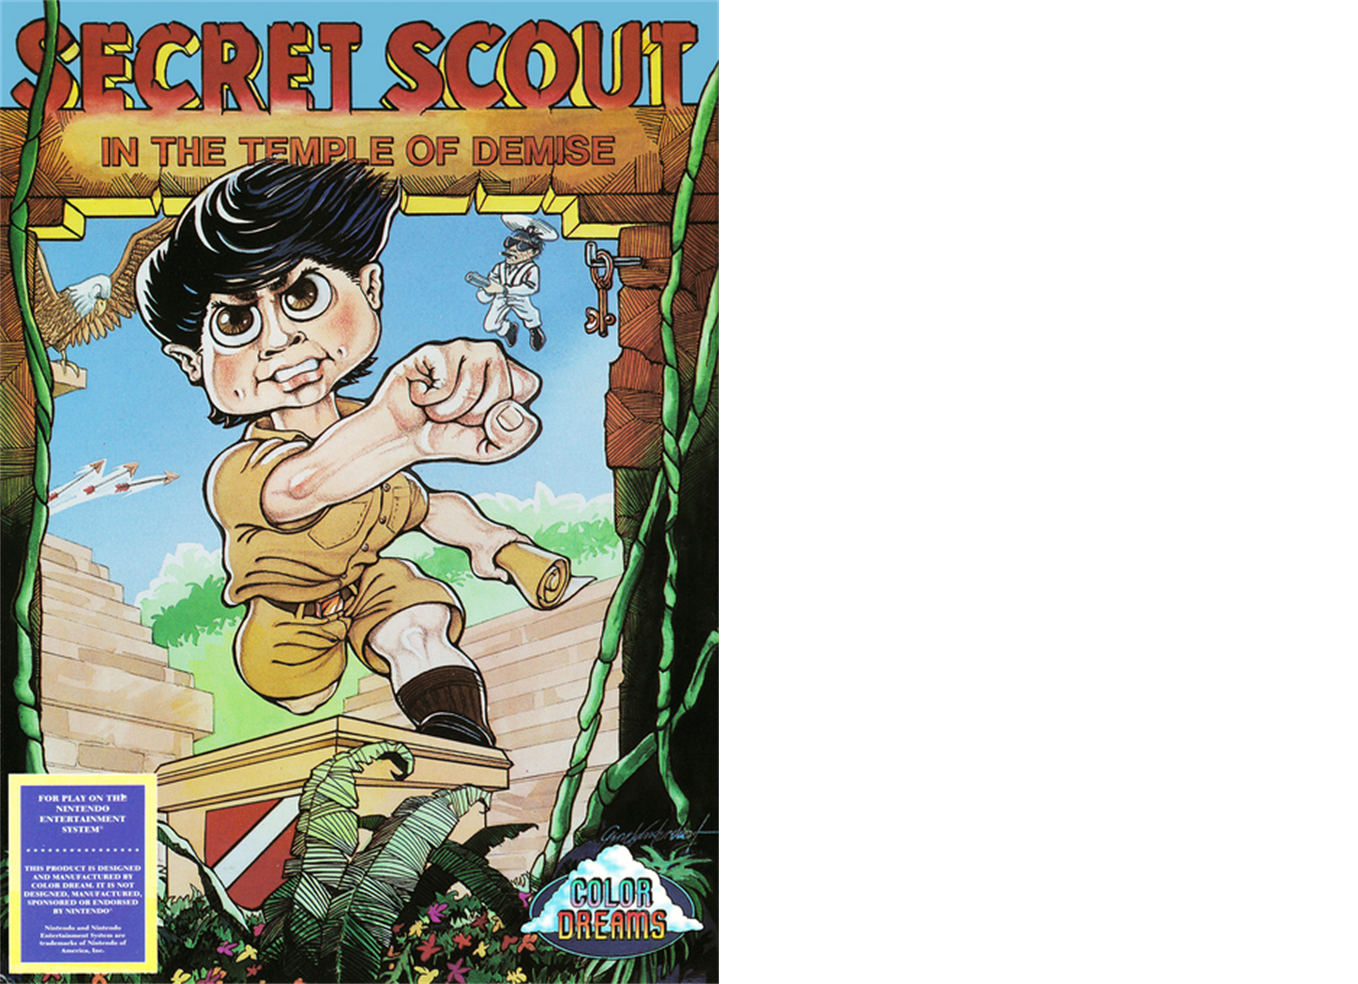 SECRET SCOUT
IN THE TEMPLE OF DEMISE
FOR PLAY ON THE
NINTENDO
ENTERTAINMENT
SYSTEM®
THIS PRODUCT IS DESIGNED
AND MANUFACTURED BY
COLOR DREAM. IT IS NOT
DESIGNED, MANUFACTURED,
SPONSORED OR ENDORSED
BY NINTENDO®
Nintendo and Nintendo
Entertainment System are
trademarks of Nintendo of
America, Inc.
COLOR
DREAMS